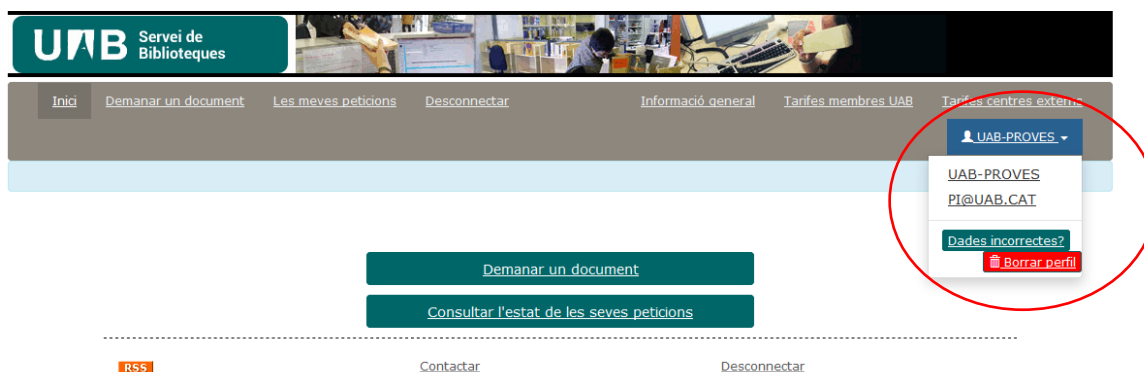 UAB Servei de
Biblioteques
Inici Demanar un document Les meves peticions Desconnectar Informació general Tarifes membres UAB Tarifes centres externs
UAB-PROVES
UAB-PROVES
PI@UAB.CAT
Dades incorrectes?
Borrar perfil
Demanar un document
Consultar l'estat de les seves peticions
RSS Contactar Desconnectar